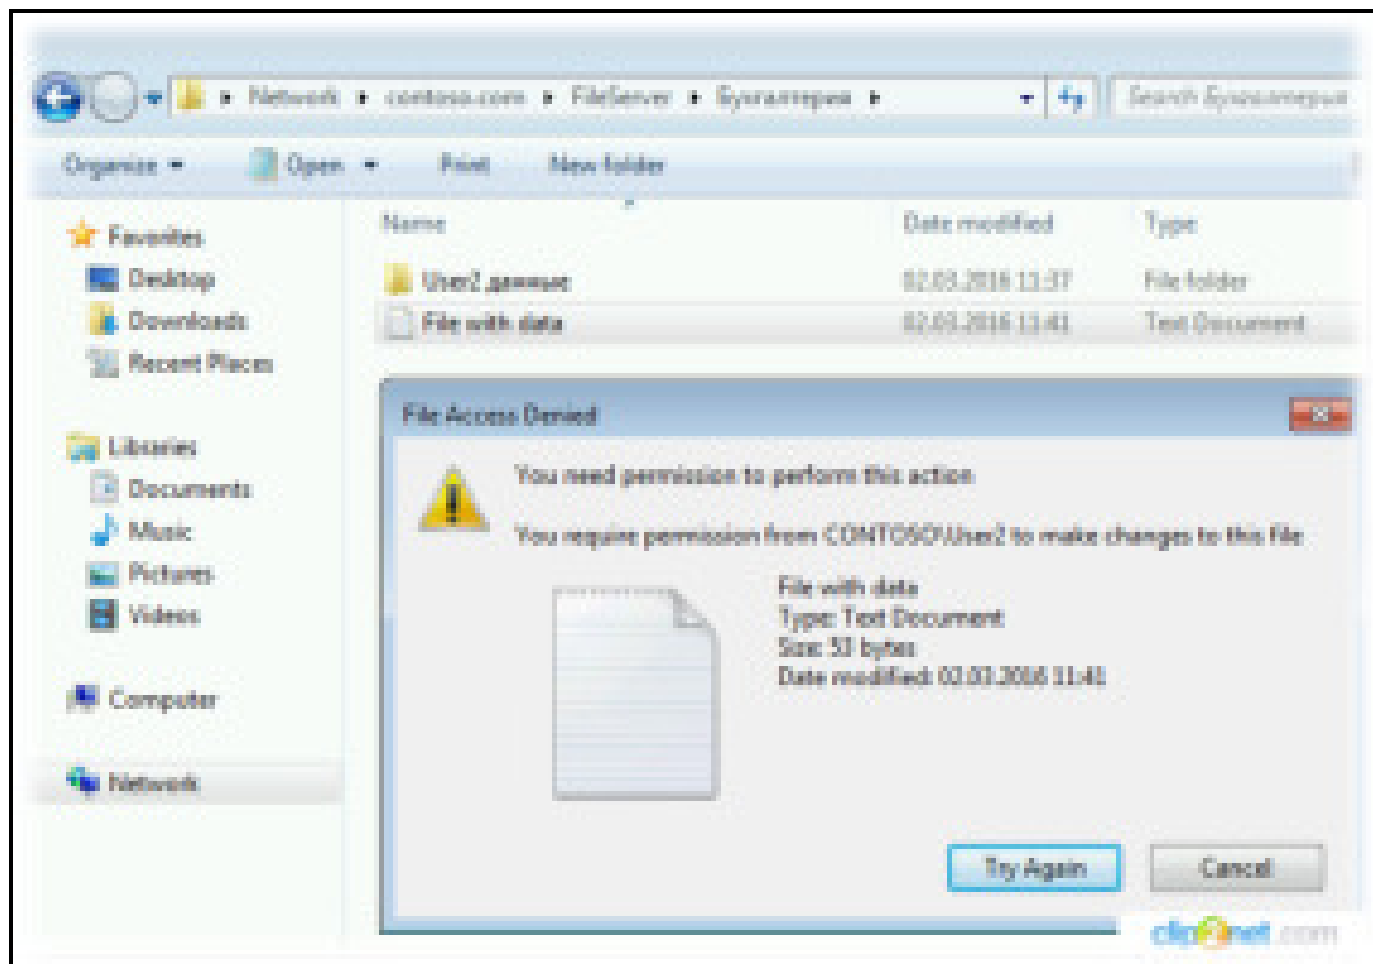 Network contoso.com FileServer Бухгалтерия
Search Бухгалтерия
Organize Open Print New folder
Name Date modified Type
Favorites
Desktop
Downloads
Recent Places
Libraries
Documents
Music
Pictures
Videos
Computer
Network
User2 данные 02.03.2016 11:37 File folder
File with data 02.03.2016 11:41 Text Document
File Access Denied
You need permission to perform this action
You require permission from CONTOSO\User2 to make changes to this file
File with data
Type: Text Document
Size: 53 bytes
Date modified: 02.03.2016 11:41
Try Again Cancel
clip2net.com